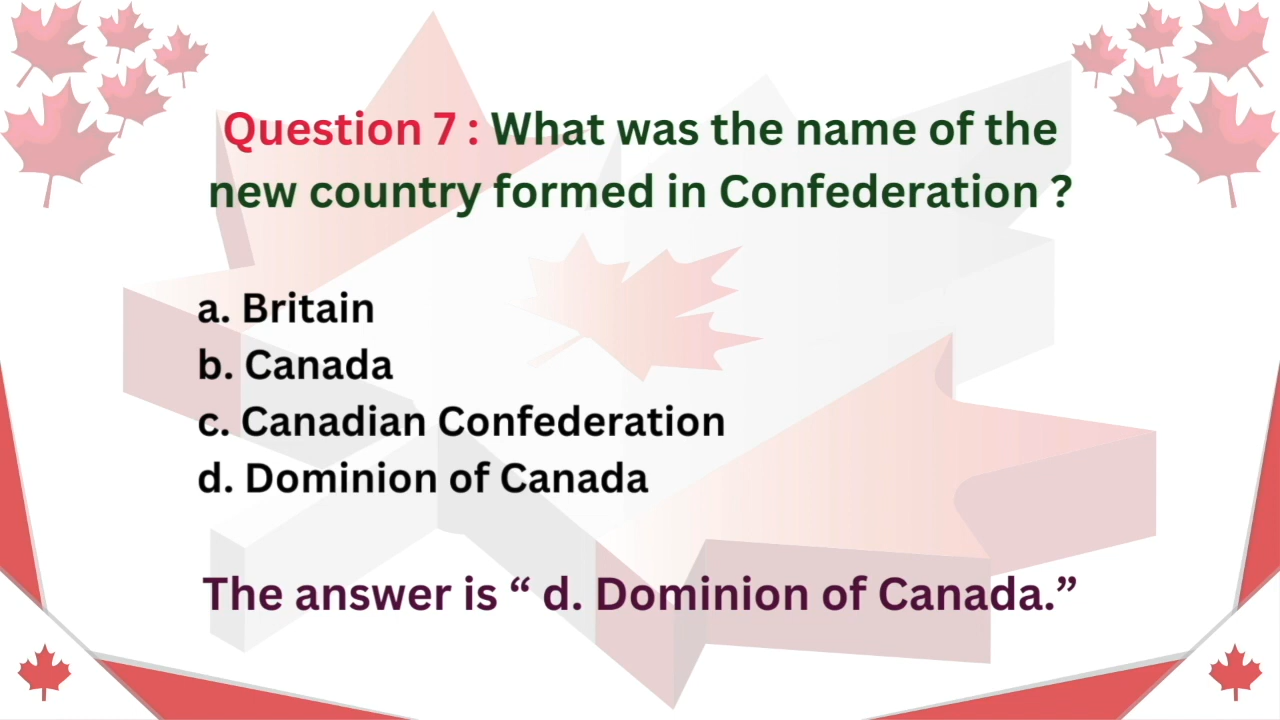 Question 7 : What was the name of the
new country formed in Confederation ?
a. Britain
b. Canada
c. Canadian Confederation
d. Dominion of Canada
The answer is “ d. Dominion of Canada.”